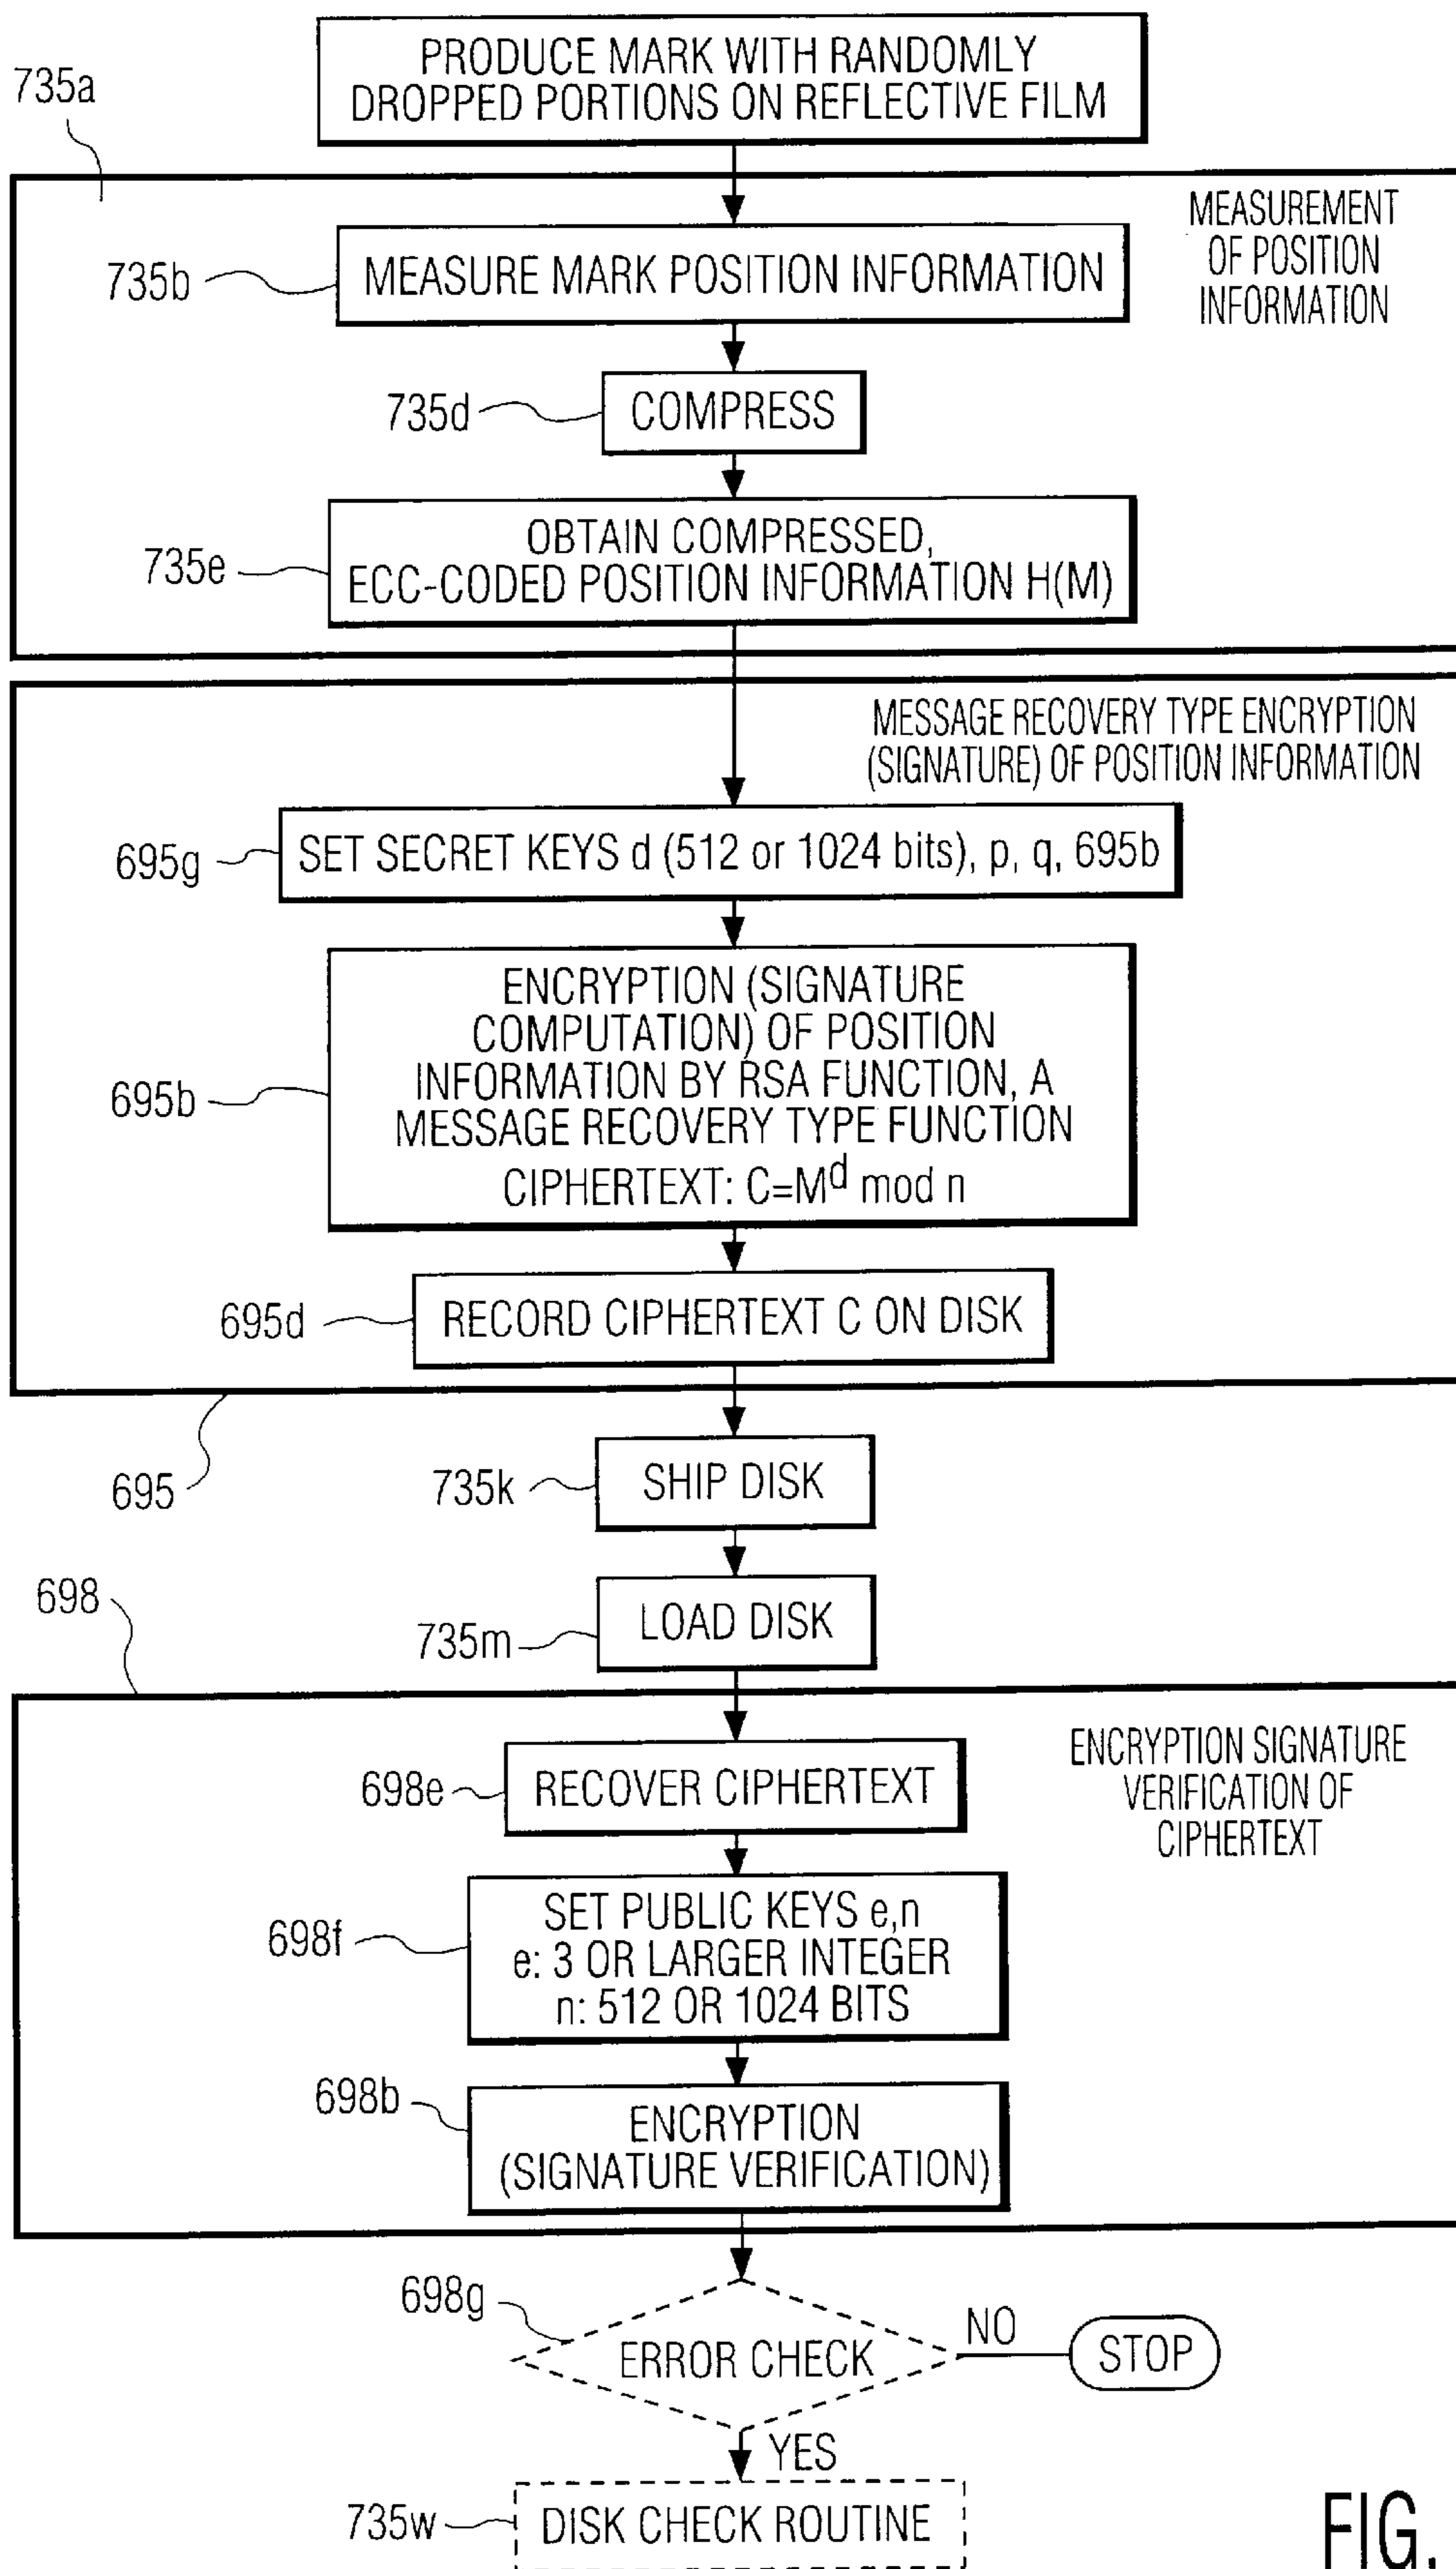 PRODUCE MARK WITH RANDOMLY
DROPPED PORTIONS ON REFLECTIVE FILM
735a
MEASUREMENT
OF POSITION
INFORMATION
735b
MEASURE MARK POSITION INFORMATION
735d
COMPRESS
735e
OBTAIN COMPRESSED,
ECC-CODED POSITION INFORMATION H(M)
MESSAGE RECOVERY TYPE ENCRYPTION
(SIGNATURE) OF POSITION INFORMATION
695g
SET SECRET KEYS d (512 or 1024 bits), p, q, 695b
695b
ENCRYPTION (SIGNATURE
COMPUTATION) OF POSITION
INFORMATION BY RSA FUNCTION, A
MESSAGE RECOVERY TYPE FUNCTION
CIPHERTEXT: C=M^d mod n
695d
RECORD CIPHERTEXT C ON DISK
695
735k
SHIP DISK
698
735m
LOAD DISK
ENCRYPTION SIGNATURE
VERIFICATION OF
CIPHERTEXT
698e
RECOVER CIPHERTEXT
698f
SET PUBLIC KEYS e,n
e: 3 OR LARGER INTEGER
n: 512 OR 1024 BITS
698b
ENCRYPTION
(SIGNATURE VERIFICATION)
698g
ERROR CHECK
NO
STOP
YES
735w
DISK CHECK ROUTINE
FIG.